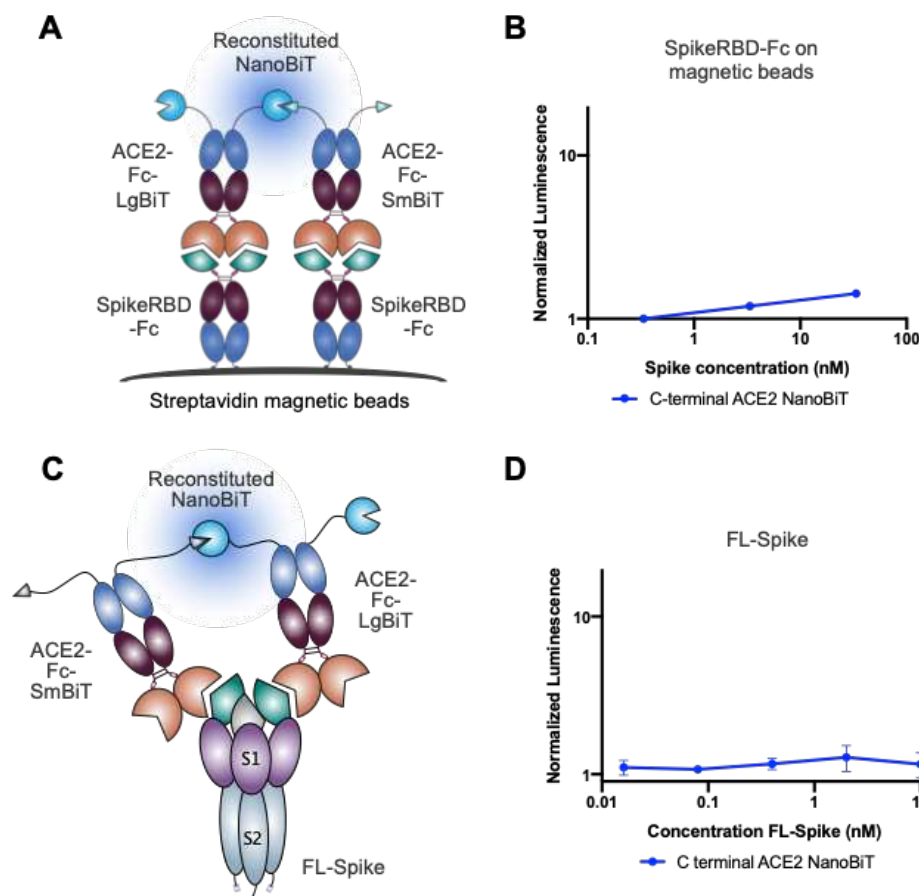 A
Reconstituted
NanoBiT
ACE2-
Fc-
LgBiT
ACE2-
Fc-
SmBiT
SpikeRBD
-Fc
SpikeRBD
-Fc
Streptavidin magnetic beads
B
SpikeRBD-Fc on
magnetic beads
Normalized Luminescence
10
1
0.1
1
10
100
Spike concentration (nM)
C-terminal ACE2 NanoBiT
C
Reconstituted
NanoBiT
ACE2-
Fc-
LgBiT
ACE2-
Fc-
SmBiT
S1
S2
FL-Spike
D
FL-Spike
Normalized Luminescence
10
1
0.01
0.1
1
Concentration FL-Spike (nM)
C terminal ACE2 NanoBiT